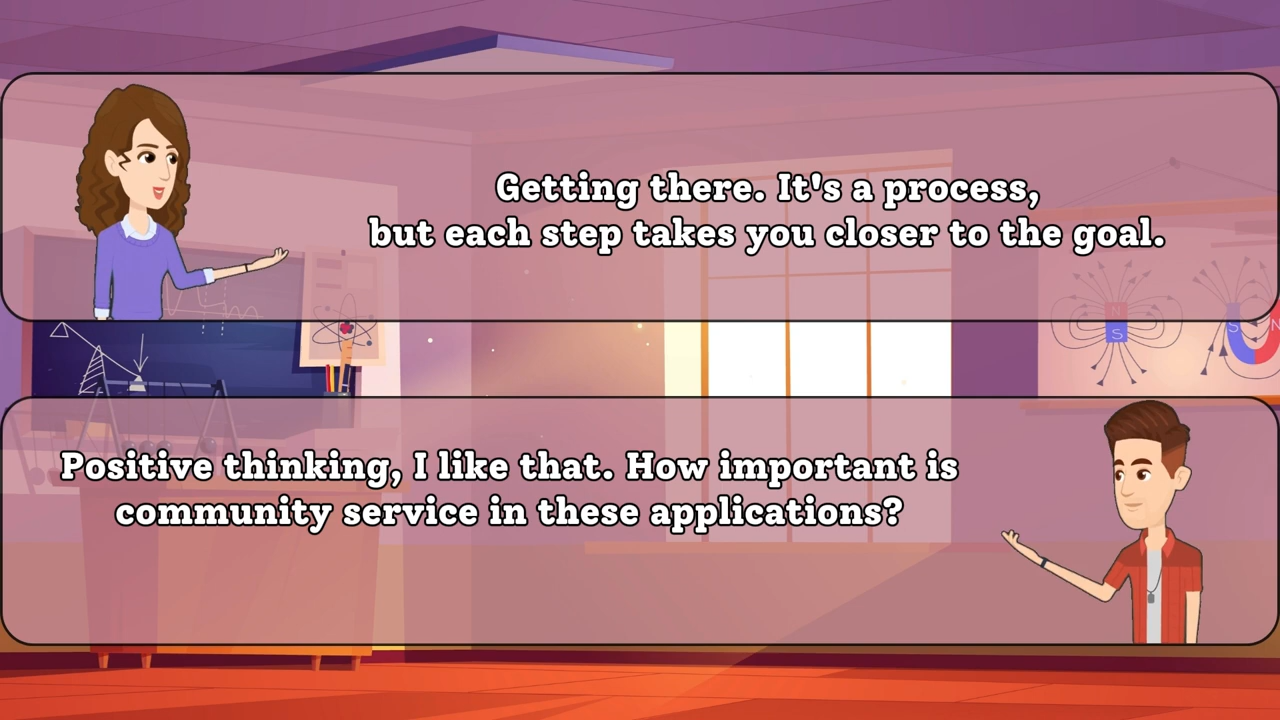 Getting there. It's a process,
but each step takes you closer to the goal.
N
S
S
N
Positive thinking, I like that. How important is
community service in these applications?